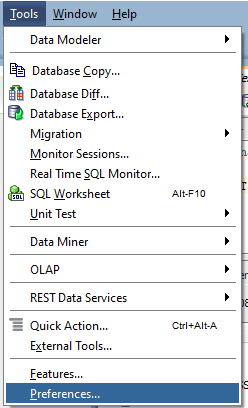 Tools Window Help
Data Modeler
Database Copy...
Database Diff...
Database Export...
Migration
Monitor Sessions...
Real Time SQL Monitor...
SQL Worksheet Alt-F10
Unit Test
Data Miner
OLAP
REST Data Services
Quick Action... Ctrl+Alt-A
External Tools...
Features...
Preferences...